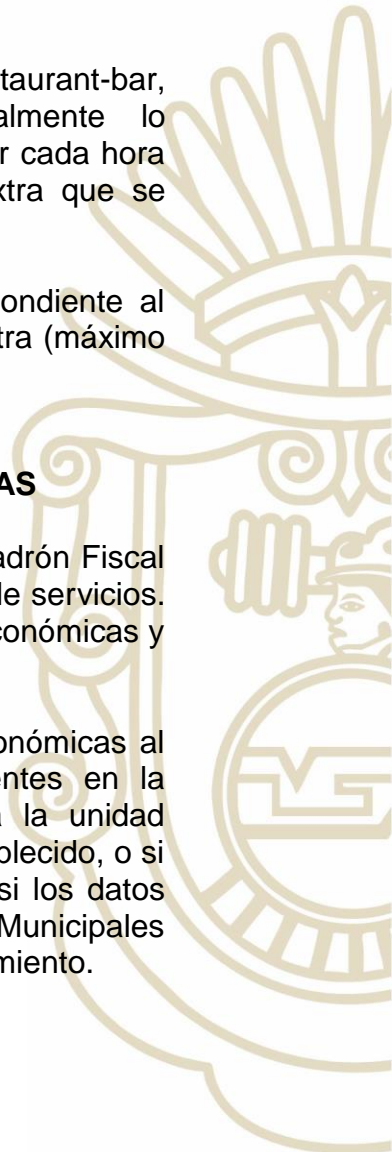 taurant-bar,
almente lo
r cada hora
xtra que se
ondiente al
tra (máximo
AS
adrón Fiscal
de servicios.
conómicas y
onómicas al
entes en la
a la unidad
olecido, o si
si los datos
Municipales
miento.